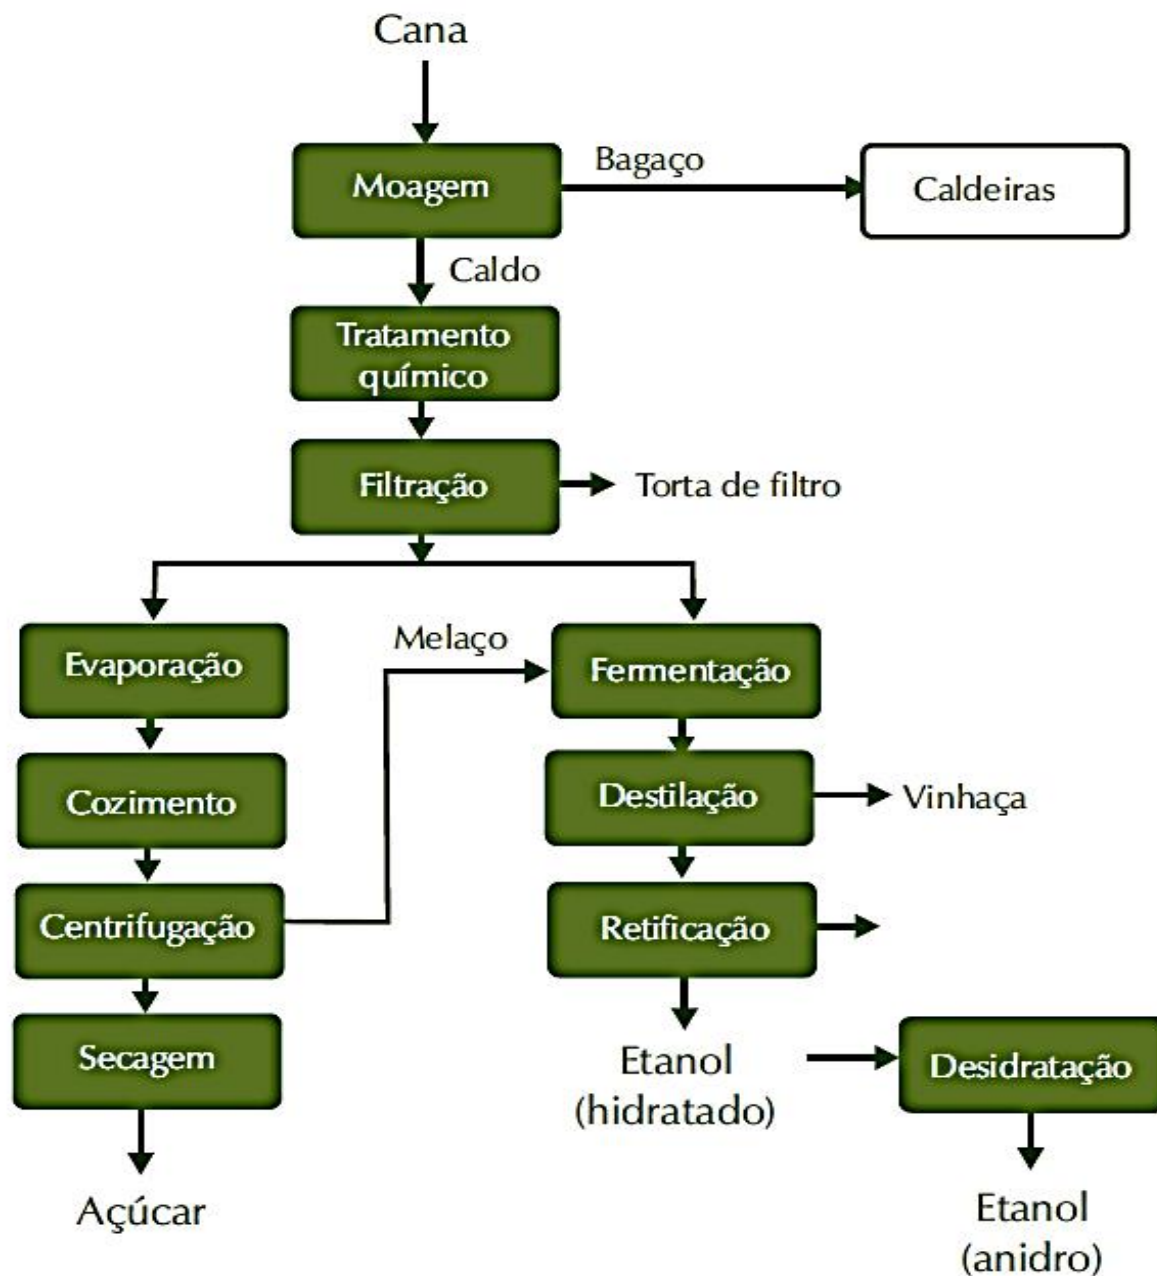 Cana
Moagem
Bagaço
Caldeiras
Caldo
Tratamento
químico
Filtração
Torta de filtro
Evaporação
Melaço
Fermentação
Cozimento
Destilação
Vinhaça
Centrifugação
Retificação
Secagem
Etanol
(hidratado)
Desidratação
Açúcar
Etanol
(anidro)